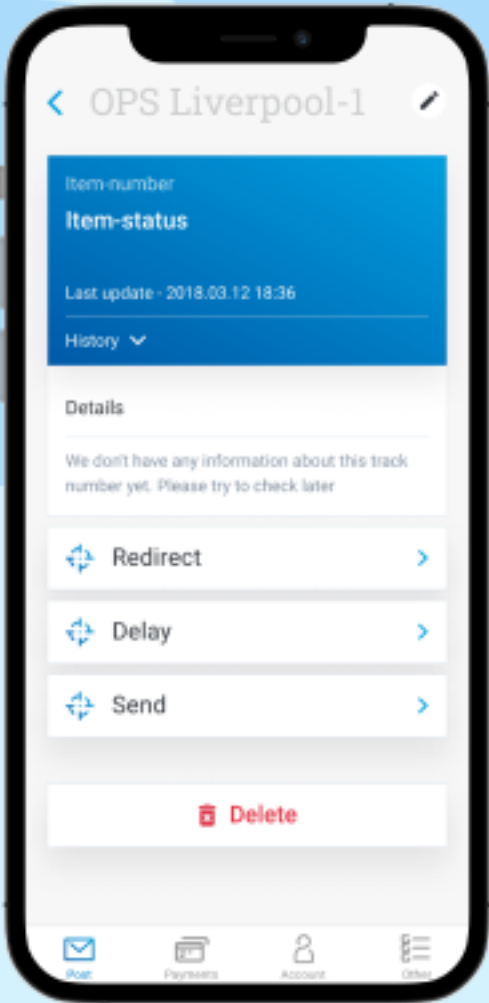 OPS Liverpool-1
Item-number
Item-status
Last update - 2018.03.12 18:36
History
Details
We don't have any information about this track
number yet. Please try to check later
Redirect
Delay
Send
Delete
Post
Payments
Account
Other